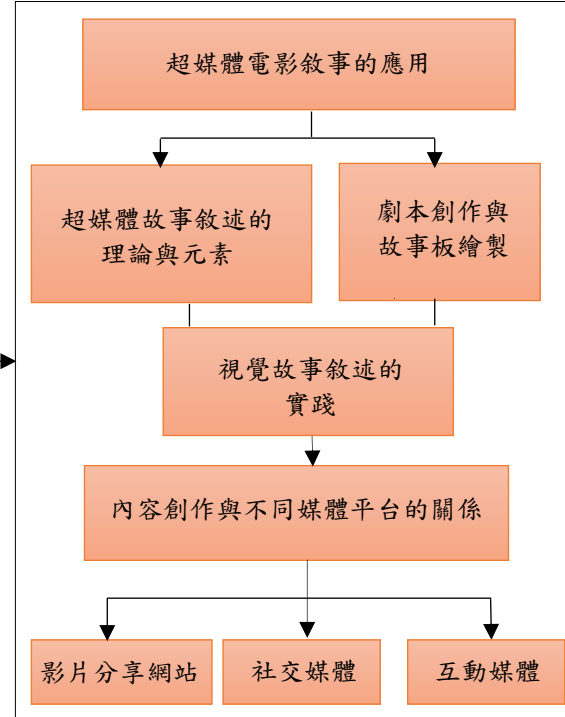 超媒體電影敘事的應用
超媒體故事敘述的
理論與元素
劇本創作與
故事板繪製
視覺故事敘述的
實踐
內容創作與不同媒體平台的關係
影片分享網站
社交媒體
互動媒體